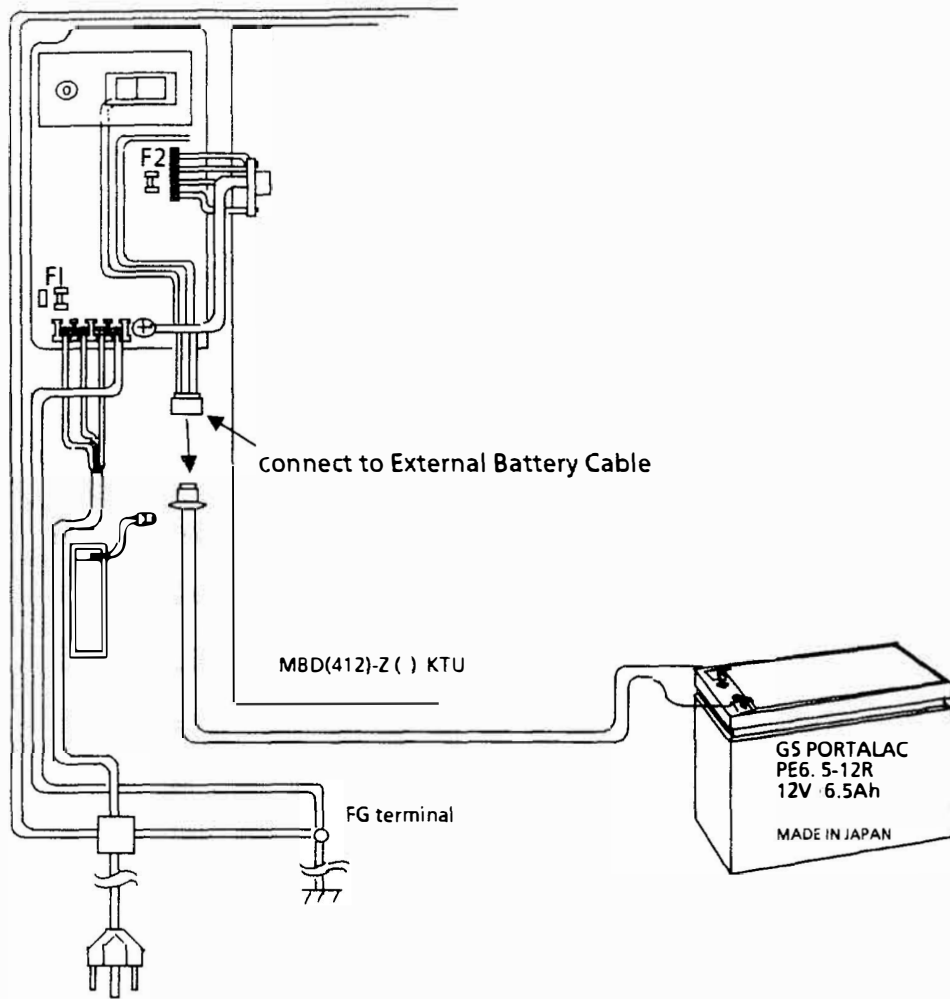 F2
F1
connect to External Battery Cable
MBD(412)-Z ( ) KTU
GS PORTALAC
PE6. 5-12R
12V 6.5Ah
MADE IN JAPAN
FG terminal